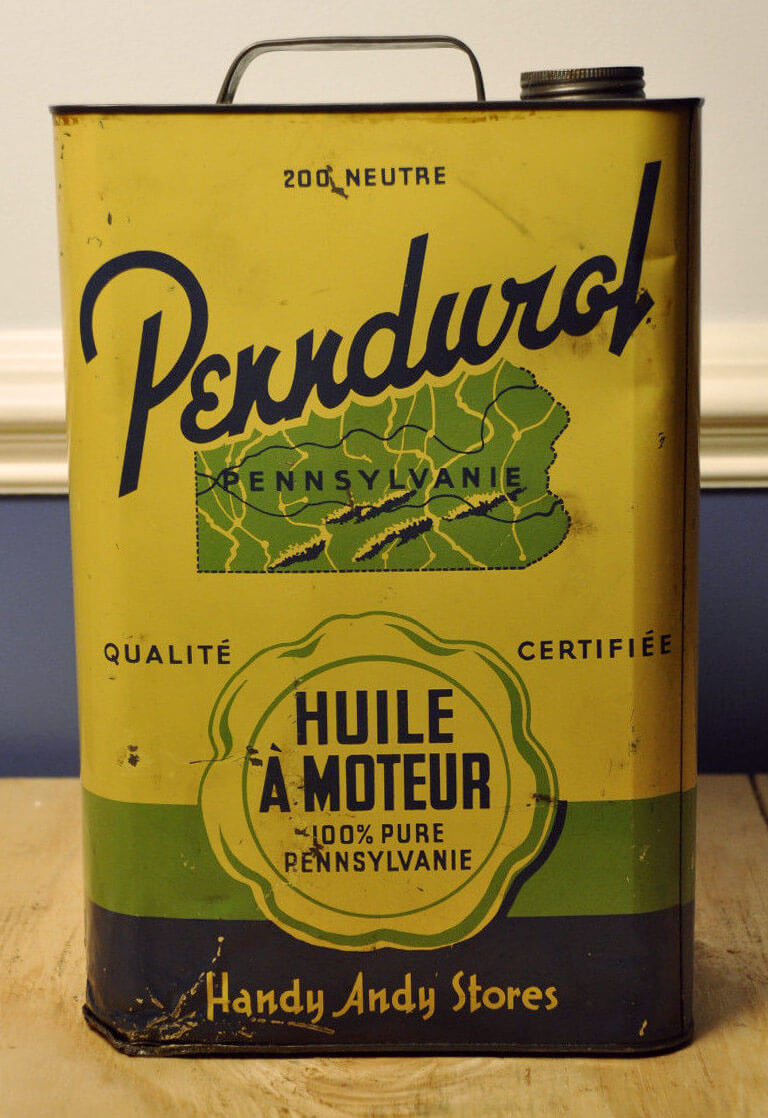 200 NEUTRE
Penndurol
PENNSYLVANIE
QUALITÉ CERTIFIÉE
HUILE
À MOTEUR
100% PURE
PENNSYLVANIE
Handy Andy Stores